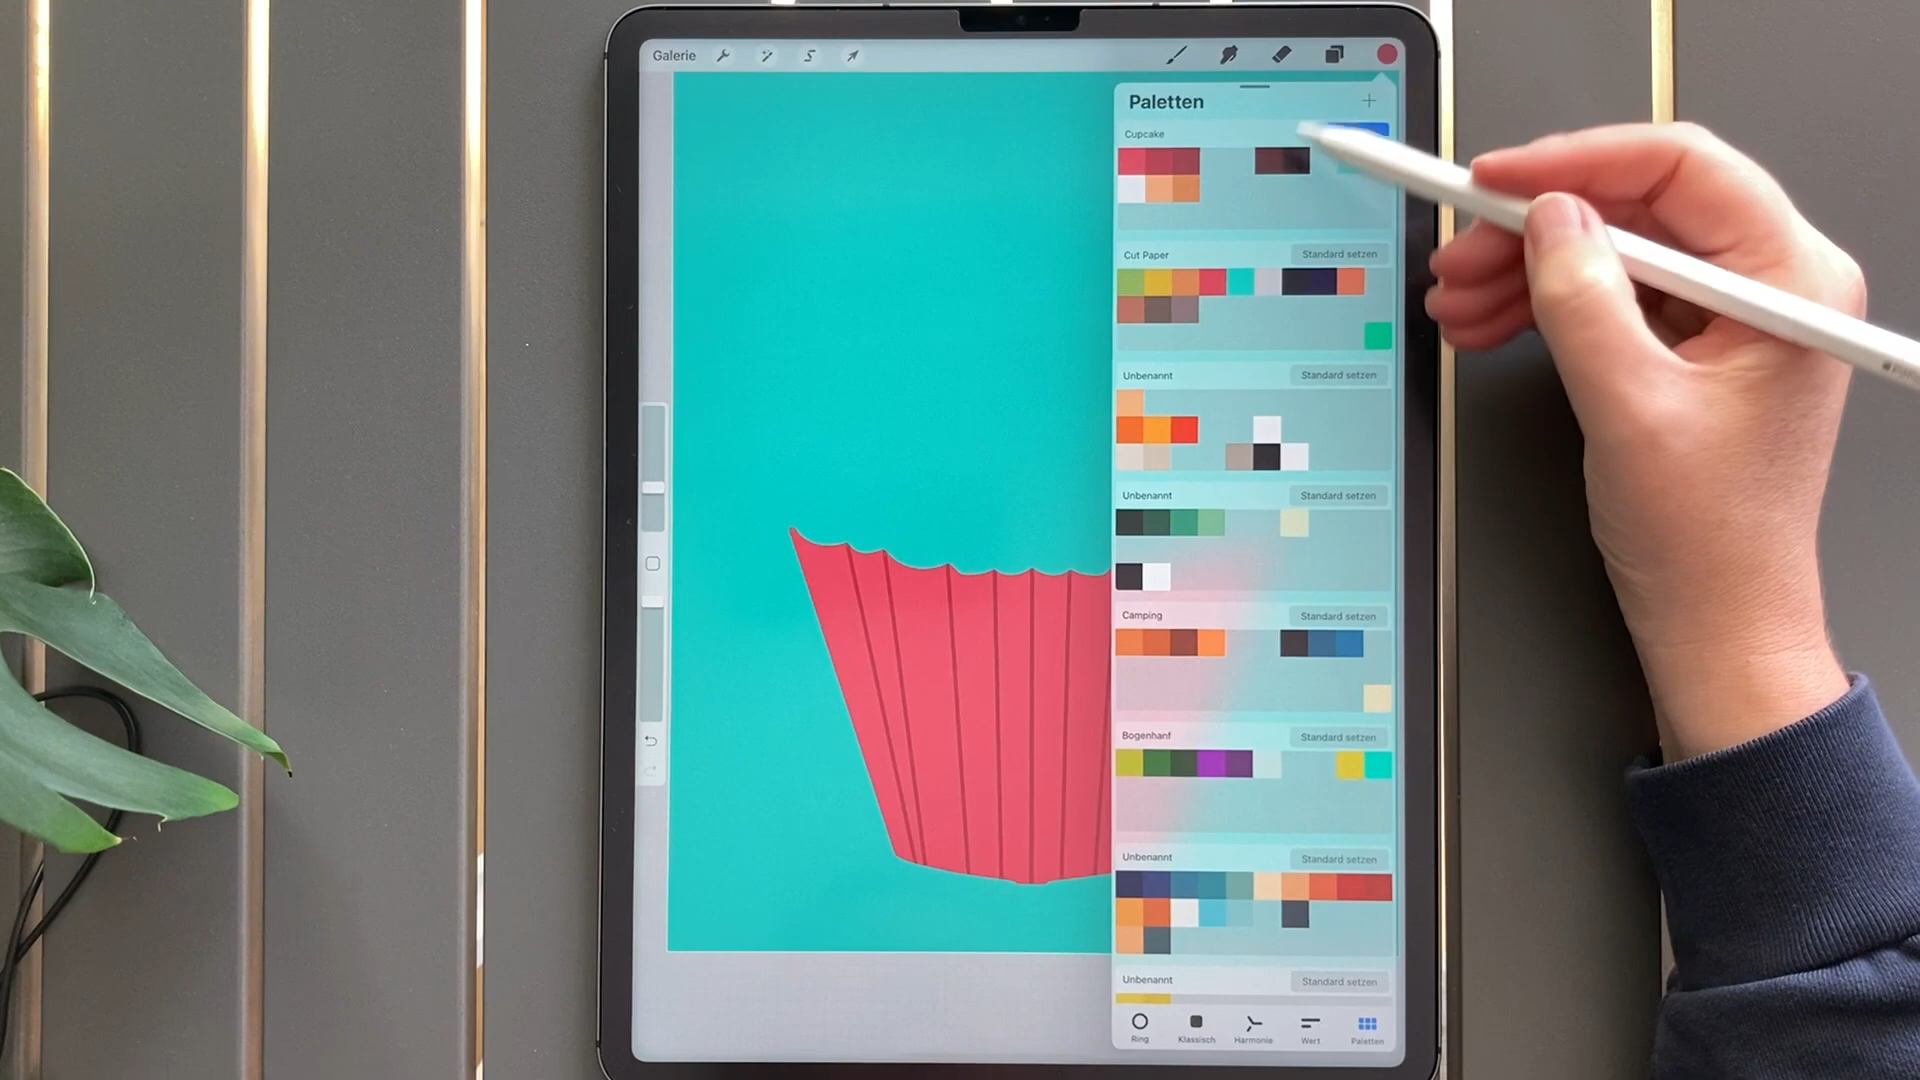 Galerie
Paletten
Cupcake
Cut Paper
Standard setzen
Unbenannt
Standard setzen
Unbenannt
Standard setzen
Camping
Standard setzen
Bogenhanf
Standard setzen
Unbenannt
Standard setzen
Unbenannt
Standard setzen
Ring
Klassisch
Harmonie
Wert
Paletten